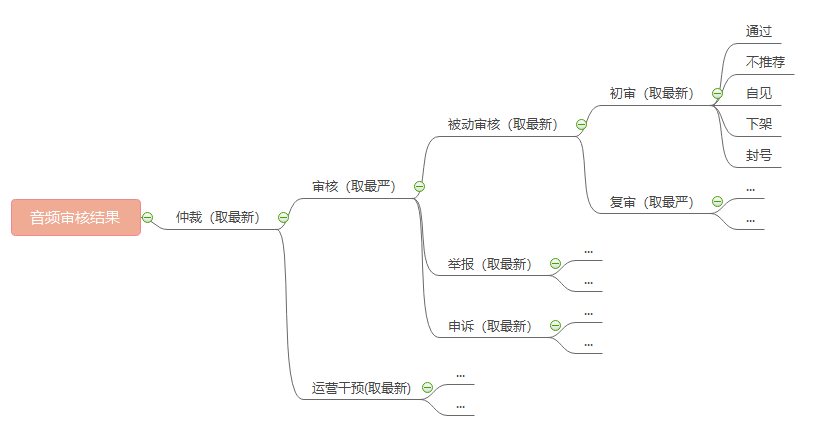 音频审核结果
仲裁（取最新）
审核（取最严）
被动审核（取最新）
初审（取最新）
通过
不推荐
自见
下架
封号
复审（取最严）
...
...
举报（取最新）
...
...
申诉（取最新）
...
...
运营干预(取最新)
...
...